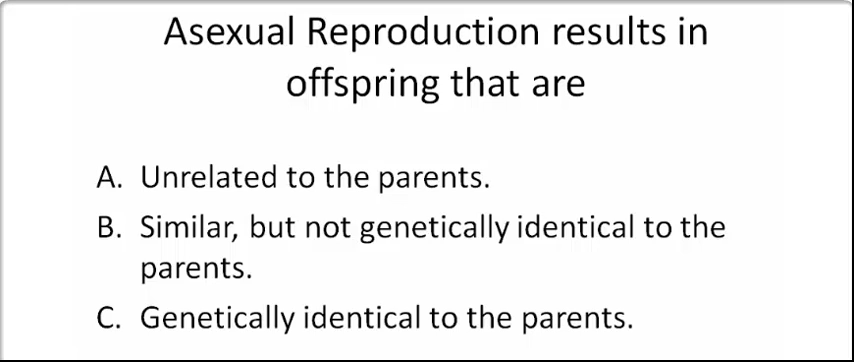 Asexual Reproduction results in
offspring that are
A. Unrelated to the parents.
B. Similar, but not genetically identical to the
parents.
C. Genetically identical to the parents.